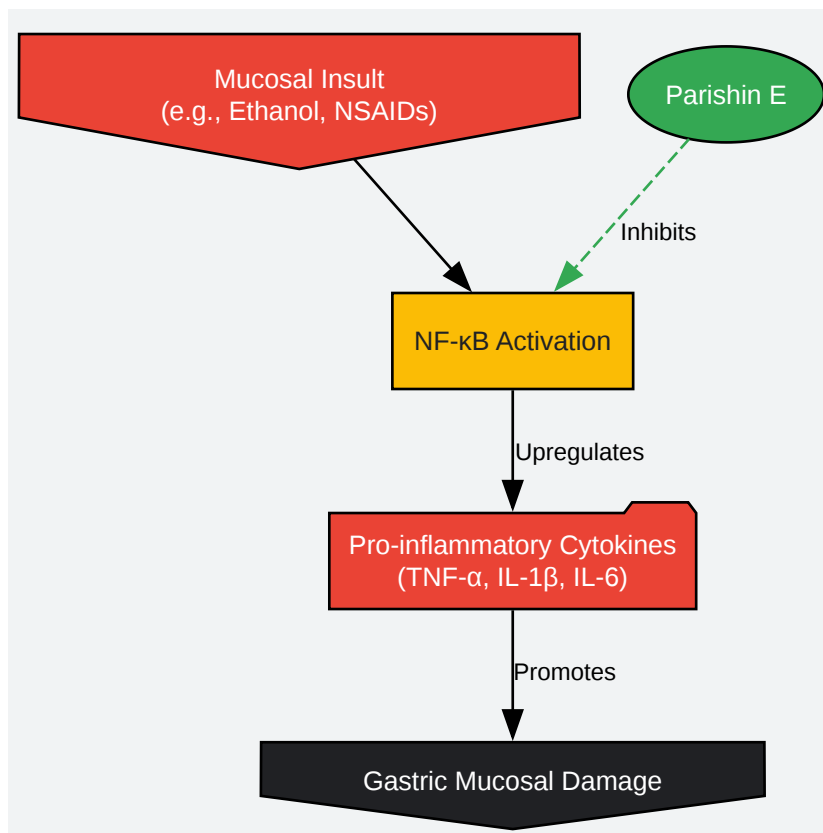 Mucosal Insult
(e.g., Ethanol, NSAIDs)
Parishin E
Inhibits
NF-κB Activation
Upregulates
Pro-inflammatory Cytokines
(TNF-α, IL-1β, IL-6)
Promotes
Gastric Mucosal Damage